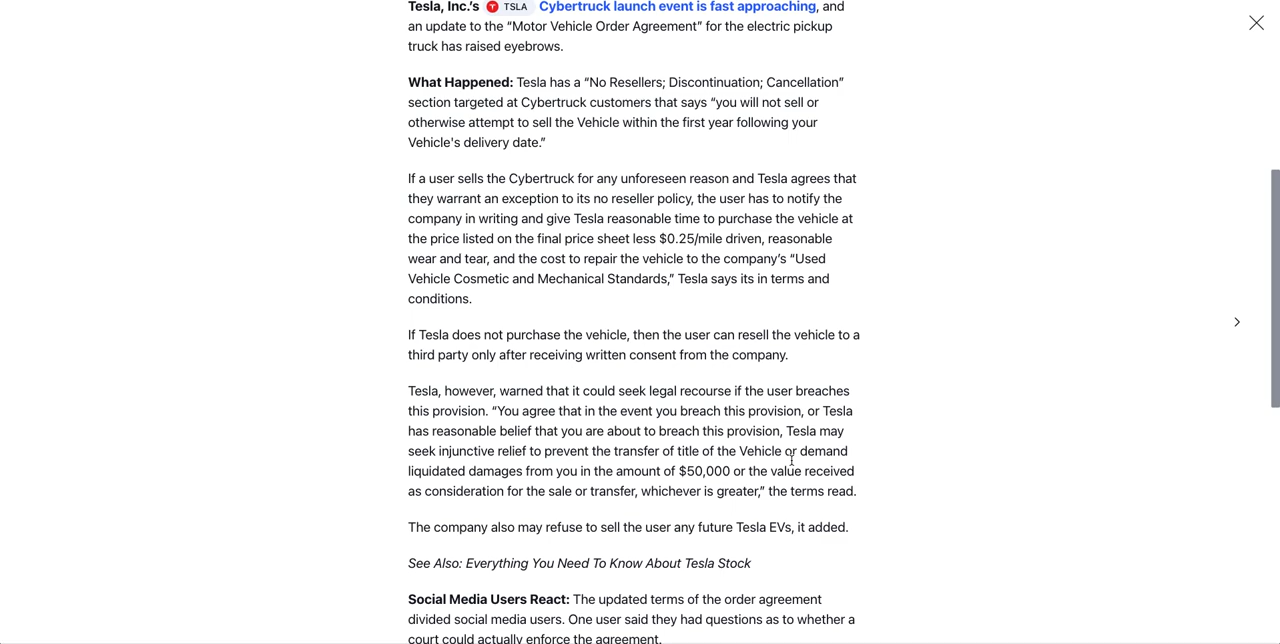 Tesla, Inc.’s TSLA Cybertruck launch event is fast approaching, and
an update to the “Motor Vehicle Order Agreement” for the electric pickup
truck has raised eyebrows.
What Happened: Tesla has a “No Resellers; Discontinuation; Cancellation”
section targeted at Cybertruck customers that says “you will not sell or
otherwise attempt to sell the Vehicle within the first year following your
Vehicle's delivery date.”
If a user sells the Cybertruck for any unforeseen reason and Tesla agrees that
they warrant an exception to its no reseller policy, the user has to notify the
company in writing and give Tesla reasonable time to purchase the vehicle at
the price listed on the final price sheet less $0.25/mile driven, reasonable
wear and tear, and the cost to repair the vehicle to the company’s “Used
Vehicle Cosmetic and Mechanical Standards,” Tesla says its in terms and
conditions.
If Tesla does not purchase the vehicle, then the user can resell the vehicle to a
third party only after receiving written consent from the company.
Tesla, however, warned that it could seek legal recourse if the user breaches
this provision. “You agree that in the event you breach this provision, or Tesla
has reasonable belief that you are about to breach this provision, Tesla may
seek injunctive relief to prevent the transfer of title of the Vehicle or demand
liquidated damages from you in the amount of $50,000 or the value received
as consideration for the sale or transfer, whichever is greater,” the terms read.
The company also may refuse to sell the user any future Tesla EVs, it added.
See Also: Everything You Need To Know About Tesla Stock
Social Media Users React: The updated terms of the order agreement
divided social media users. One user said they had questions as to whether a
court could actually enforce the agreement.